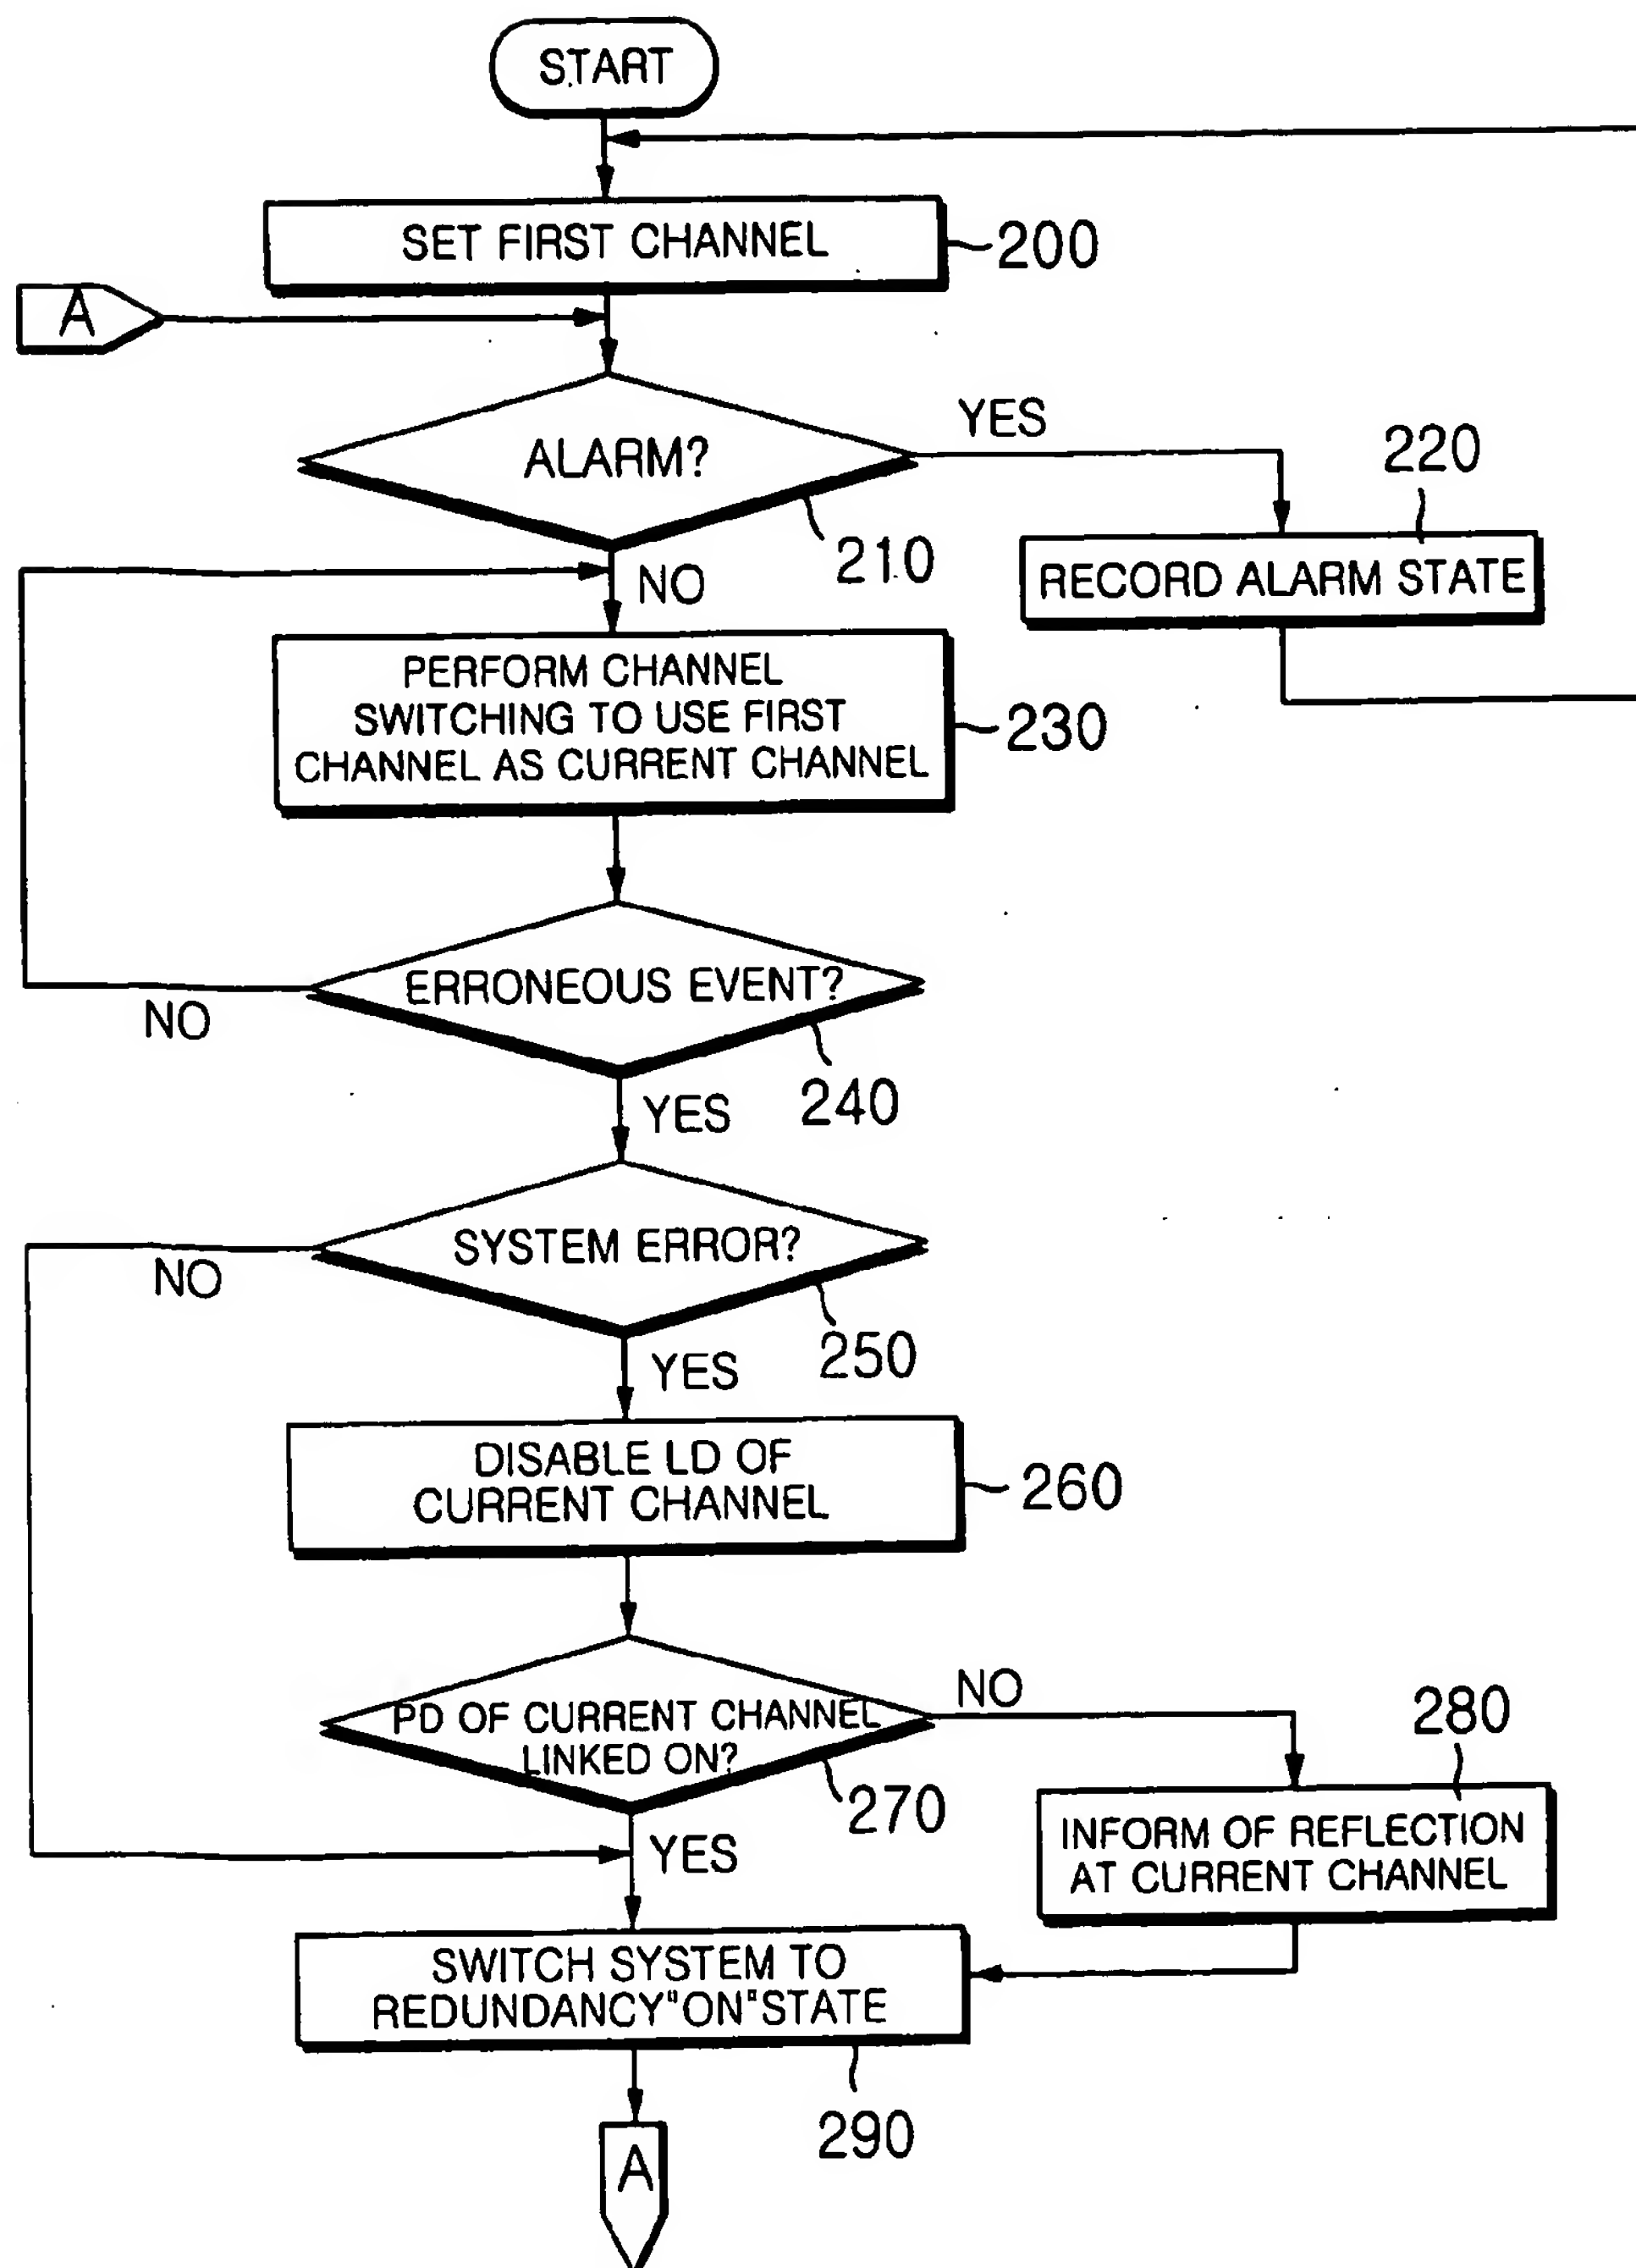 START
SET FIRST CHANNEL
200
A
ALARM?
YES
210
220
NO
RECORD ALARM STATE
PERFORM CHANNEL
SWITCHING TO USE FIRST
CHANNEL AS CURRENT CHANNEL
230
ERRONEOUS EVENT?
NO
240
YES
SYSTEM ERROR?
NO
250
YES
DISABLE LD OF
CURRENT CHANNEL
260
PD OF CURRENT CHANNEL
LINKED ON?
NO
270
280
YES
INFORM OF REFLECTION
AT CURRENT CHANNEL
SWITCH SYSTEM TO
REDUNDANCY"ON"STATE
290
A